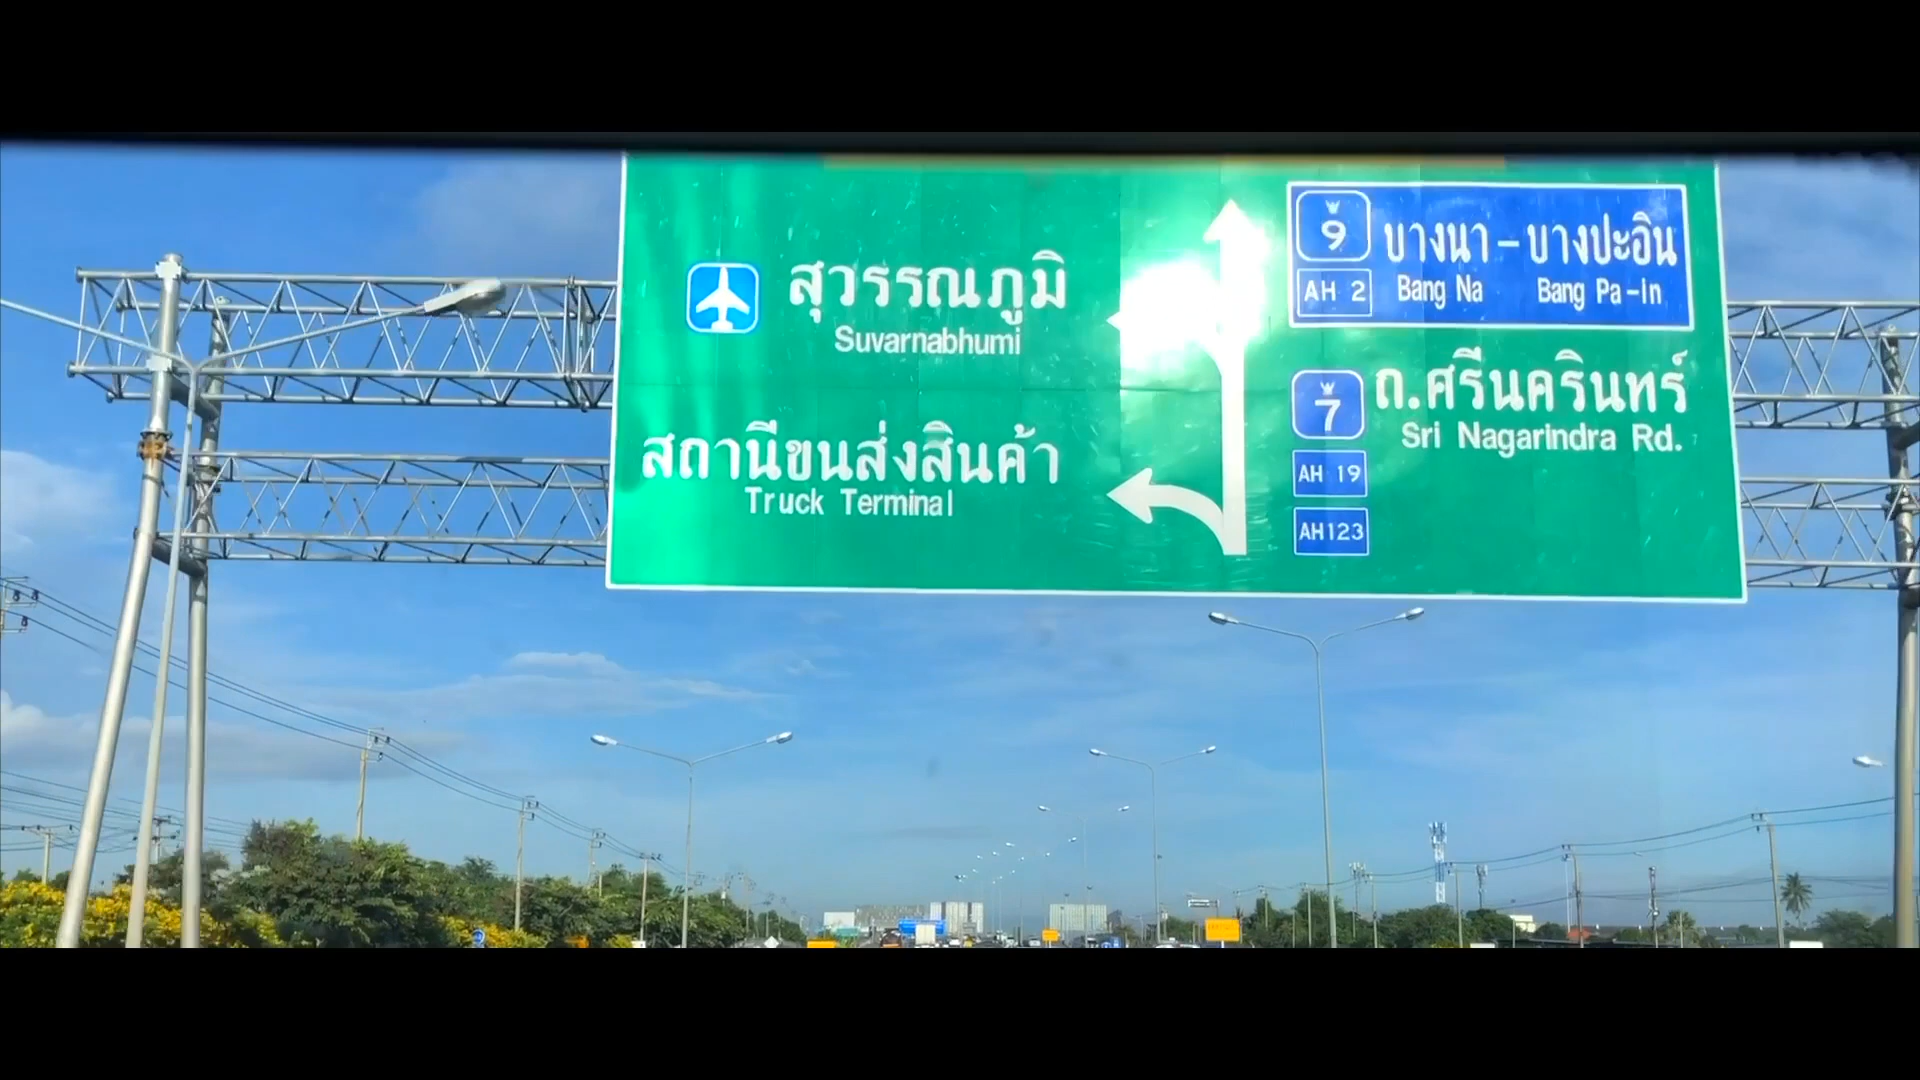 สุวรรณภูมิ
Suvarnabhumi
สถานีขนส่งสินค้า
Truck Terminal
9
บางนา - บางปะอิน
AH 2
Bang Na Bang Pa-In
7
ถ.ศรีนครินทร์
Sri Nagarindra Rd.
AH 19
AH123